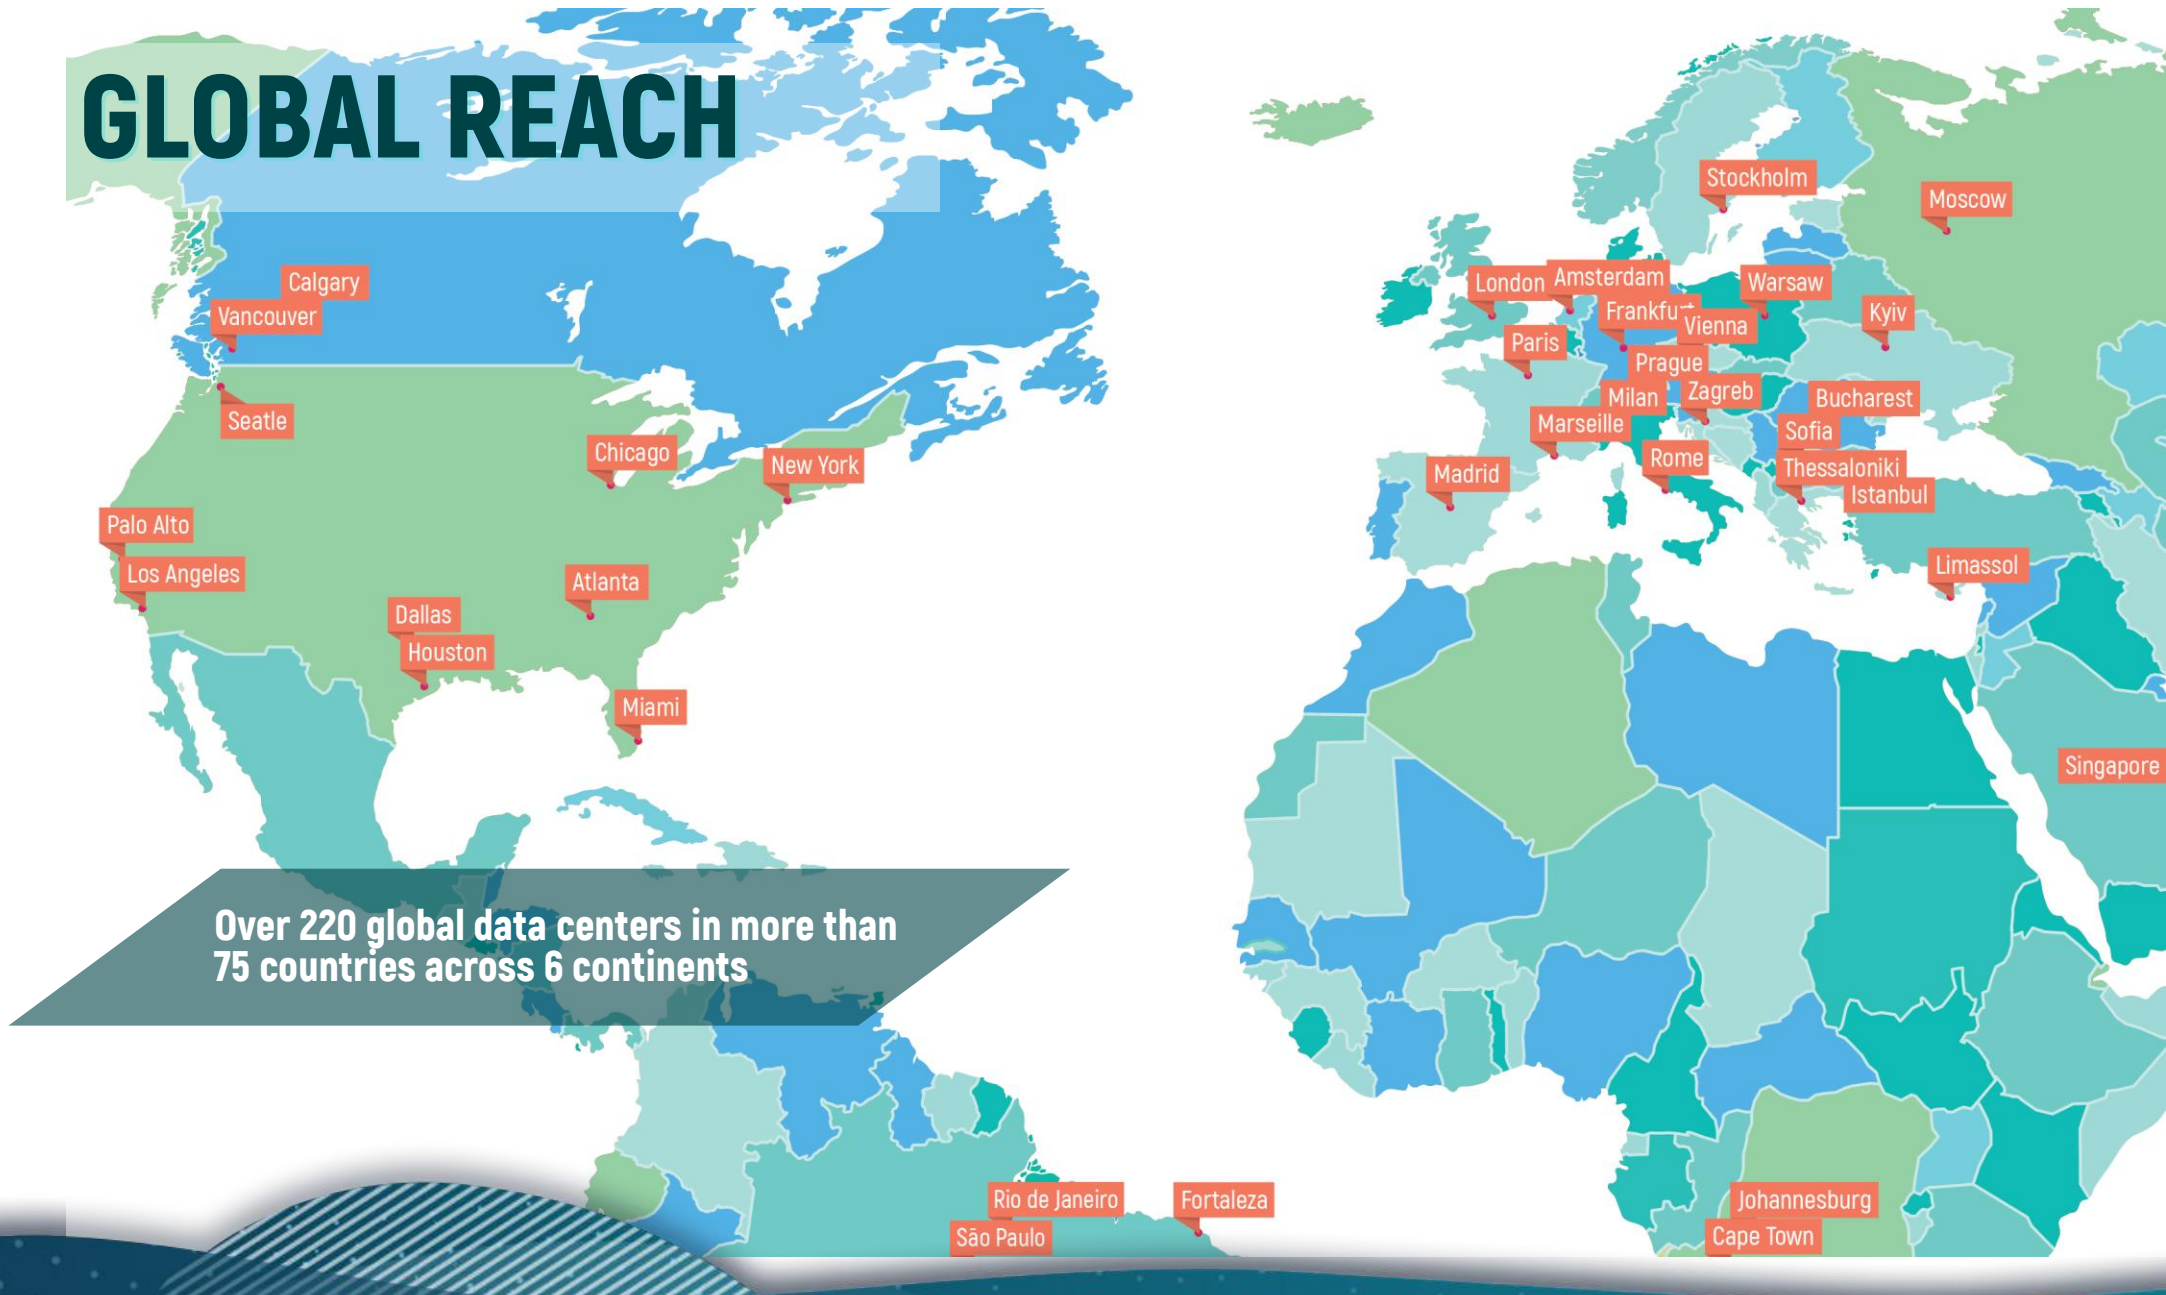 GLOBAL REACH
Stockholm
Moscow
Calgary
Vancouver
London
Amsterdam
Warsaw
Frankfurt
Vienna
Kyiv
Paris
Prague
Seatle
Milan
Zagreb
Bucharest
Marseille
Sofia
Chicago
New York
Madrid
Rome
Thessaloniki
Istanbul
Palo Alto
Los Angeles
Atlanta
Limassol
Dallas
Houston
Miami
Singapore
Over 220 global data centers in more than
75 countries across 6 continents
Rio de Janeiro
Fortaleza
Johannesburg
São Paulo
Cape Town